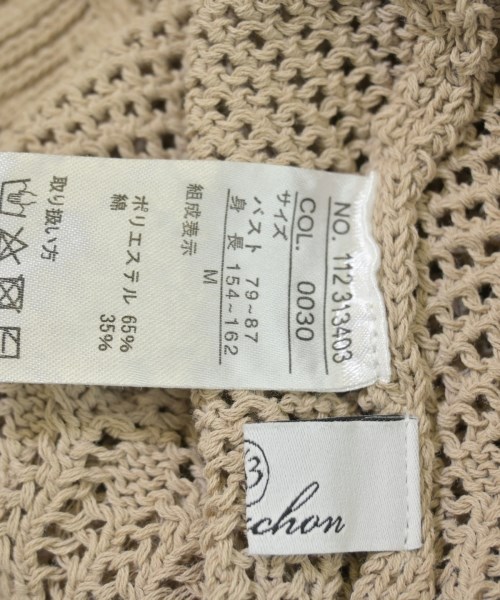 NO. 112 313403
COL. 0030
サイズ
バスト 79~87
身 長 154~162
M
組成表示
ポリエステル 65%
綿 35%
取り扱い方
13
chon